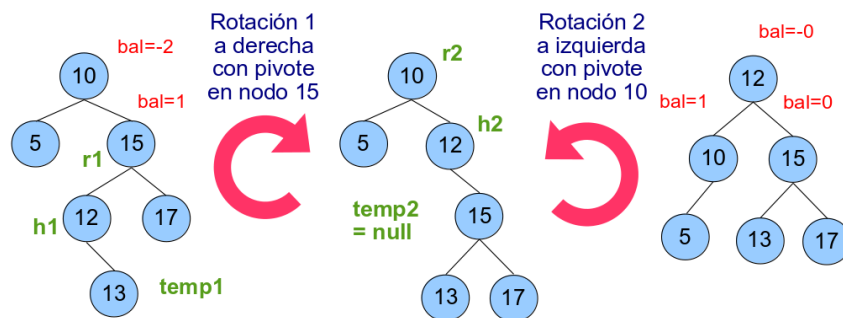 bal=-2
10
bal=1
5
15
r1
h1
12
17
13
temp1
Rotación 1
a derecha
con pivote
en nodo 15
r2
10
h2
5
12
temp2
= null
15
13
17
Rotación 2
a izquierda
con pivote
en nodo 10
bal=-0
12
bal=1
bal=0
10
15
5
13
17